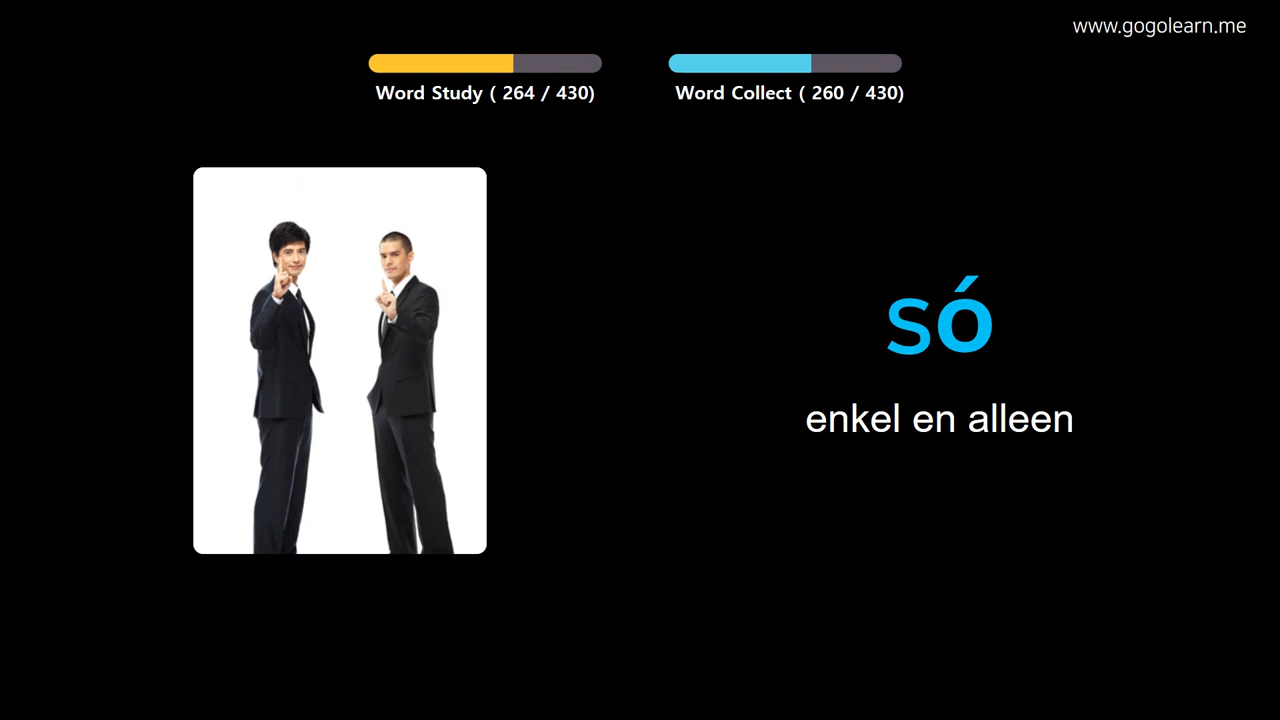 www.gogolearn.me
Word Study ( 264 / 430)
Word Collect ( 260 / 430)
só
enkel en alleen